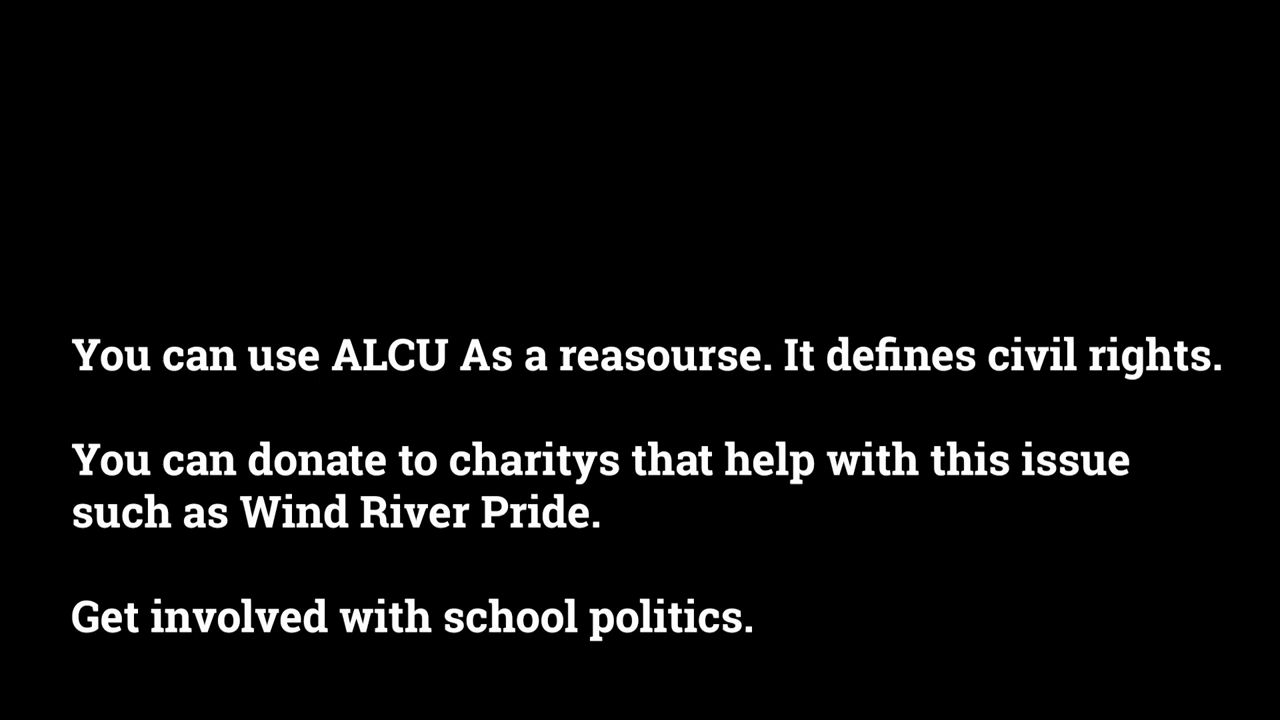 You can use ALCU As a reasourse. It defines civil rights.
You can donate to charitys that help with this issue
such as Wind River Pride.
Get involved with school politics.